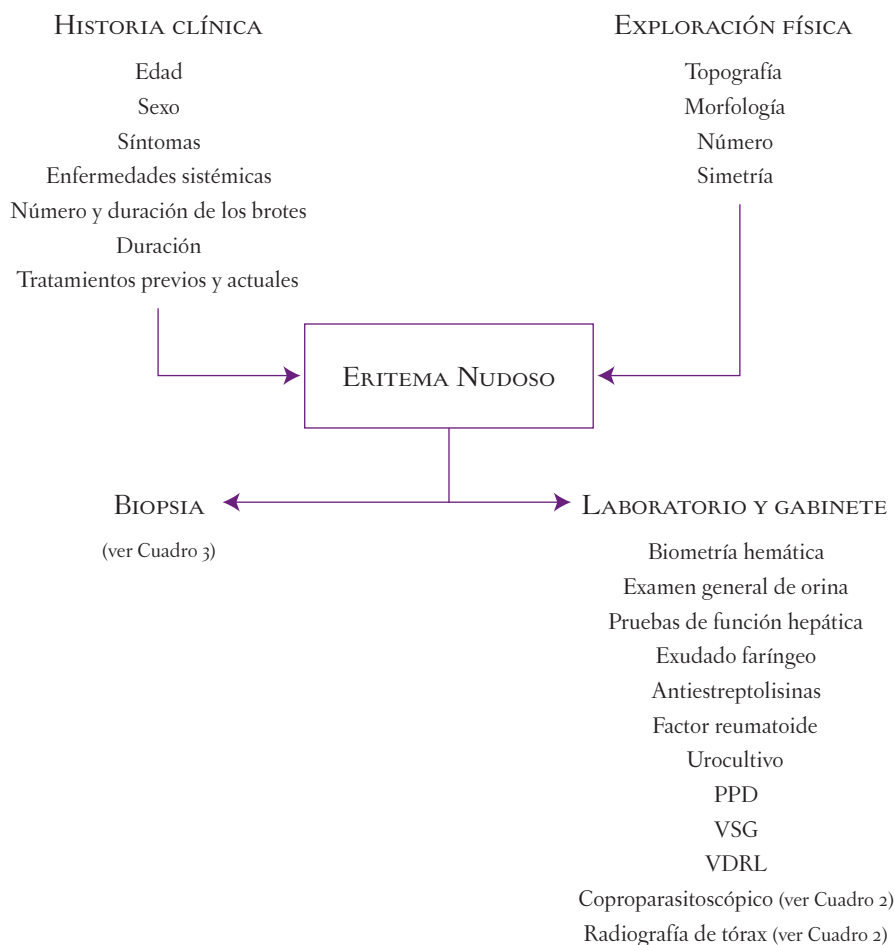 Historia clínica
Edad
Sexo
Síntomas
Enfermedades sistémicas
Número y duración de los brotes
Duración
Tratamientos previos y actuales
Exploración física
Topografía
Morfología
Número
Simetría
Eritema Nudoso
Biopsia
(ver Cuadro 3)
Laboratorio y gabinete
Biometría hemática
Examen general de orina
Pruebas de función hepática
Exudado faríngeo
Antiestreptolisinas
Factor reumatoide
Urocultivo
PPD
VSG
VDRL
Coproparasitoscópico (ver Cuadro 2)
Radiografía de tórax (ver Cuadro 2)